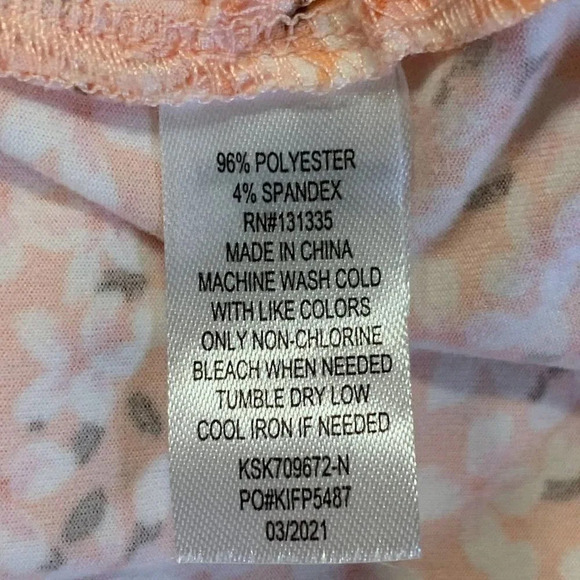 96% POLYESTER
4% SPANDEX
RN#131335
MADE IN CHINA
MACHINE WASH COLD
WITH LIKE COLORS
ONLY NON-CHLORINE
BLEACH WHEN NEEDED
TUMBLE DRY LOW
COOL IRON IF NEEDED
KSK709672-N
PO#KIFP5487
03/2021